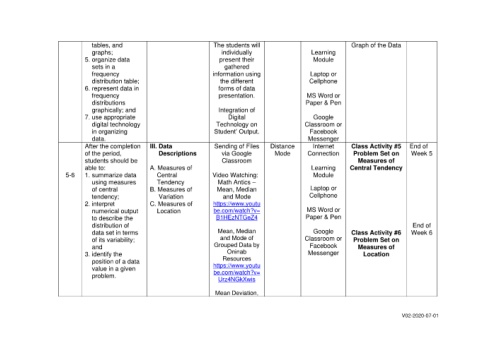 tables, and
graphs;
5. organize data
sets in a
frequency
distribution table;
6. represent data in
frequency
distributions
graphically; and
7. use appropriate
digital technology
in organizing
data.
The students will
individually
present their
gathered
information using
the different
forms of data
presentation.
Integration of
Digital
Technology on
Student' Output.
Learning
Module
Laptop or
Cellphone
MS Word or
Paper & Pen
Google
Classroom or
Facebook
Messenger
Graph of the Data
5-6
After the completion
of the period,
students should be
able to:
1. summarize data
using measures
of central
tendency;
2. interpret
numerical output
to describe the
distribution of
data set in terms
of its variability;
and
3. identify the
position of a data
value in a given
problem.
III. Data
Descriptions
A. Measures of
Central
Tendency
B. Measures of
Variation
C. Measures of
Location
Sending of Files
via Google
Classroom
Video Watching:
Math Antics –
Mean, Median
and Mode
https://www.youtu
be.com/watch?v=
B1HEzNTGeZ4
Mean, Median
and Mode of
Grouped Data by
Oninab
Resources
https://www.youtu
be.com/watch?v=
Urz4NGkXwrs
Mean Deviation,
Distance
Mode
Internet
Connection
Learning
Module
Laptop or
Cellphone
MS Word or
Paper & Pen
Google
Classroom or
Facebook
Messenger
Class Activity #5
Problem Set on
Measures of
Central Tendency
Class Activity #6
Problem Set on
Measures of
Location
End of
Week 5
End of
Week 6
V02-2020-07-01